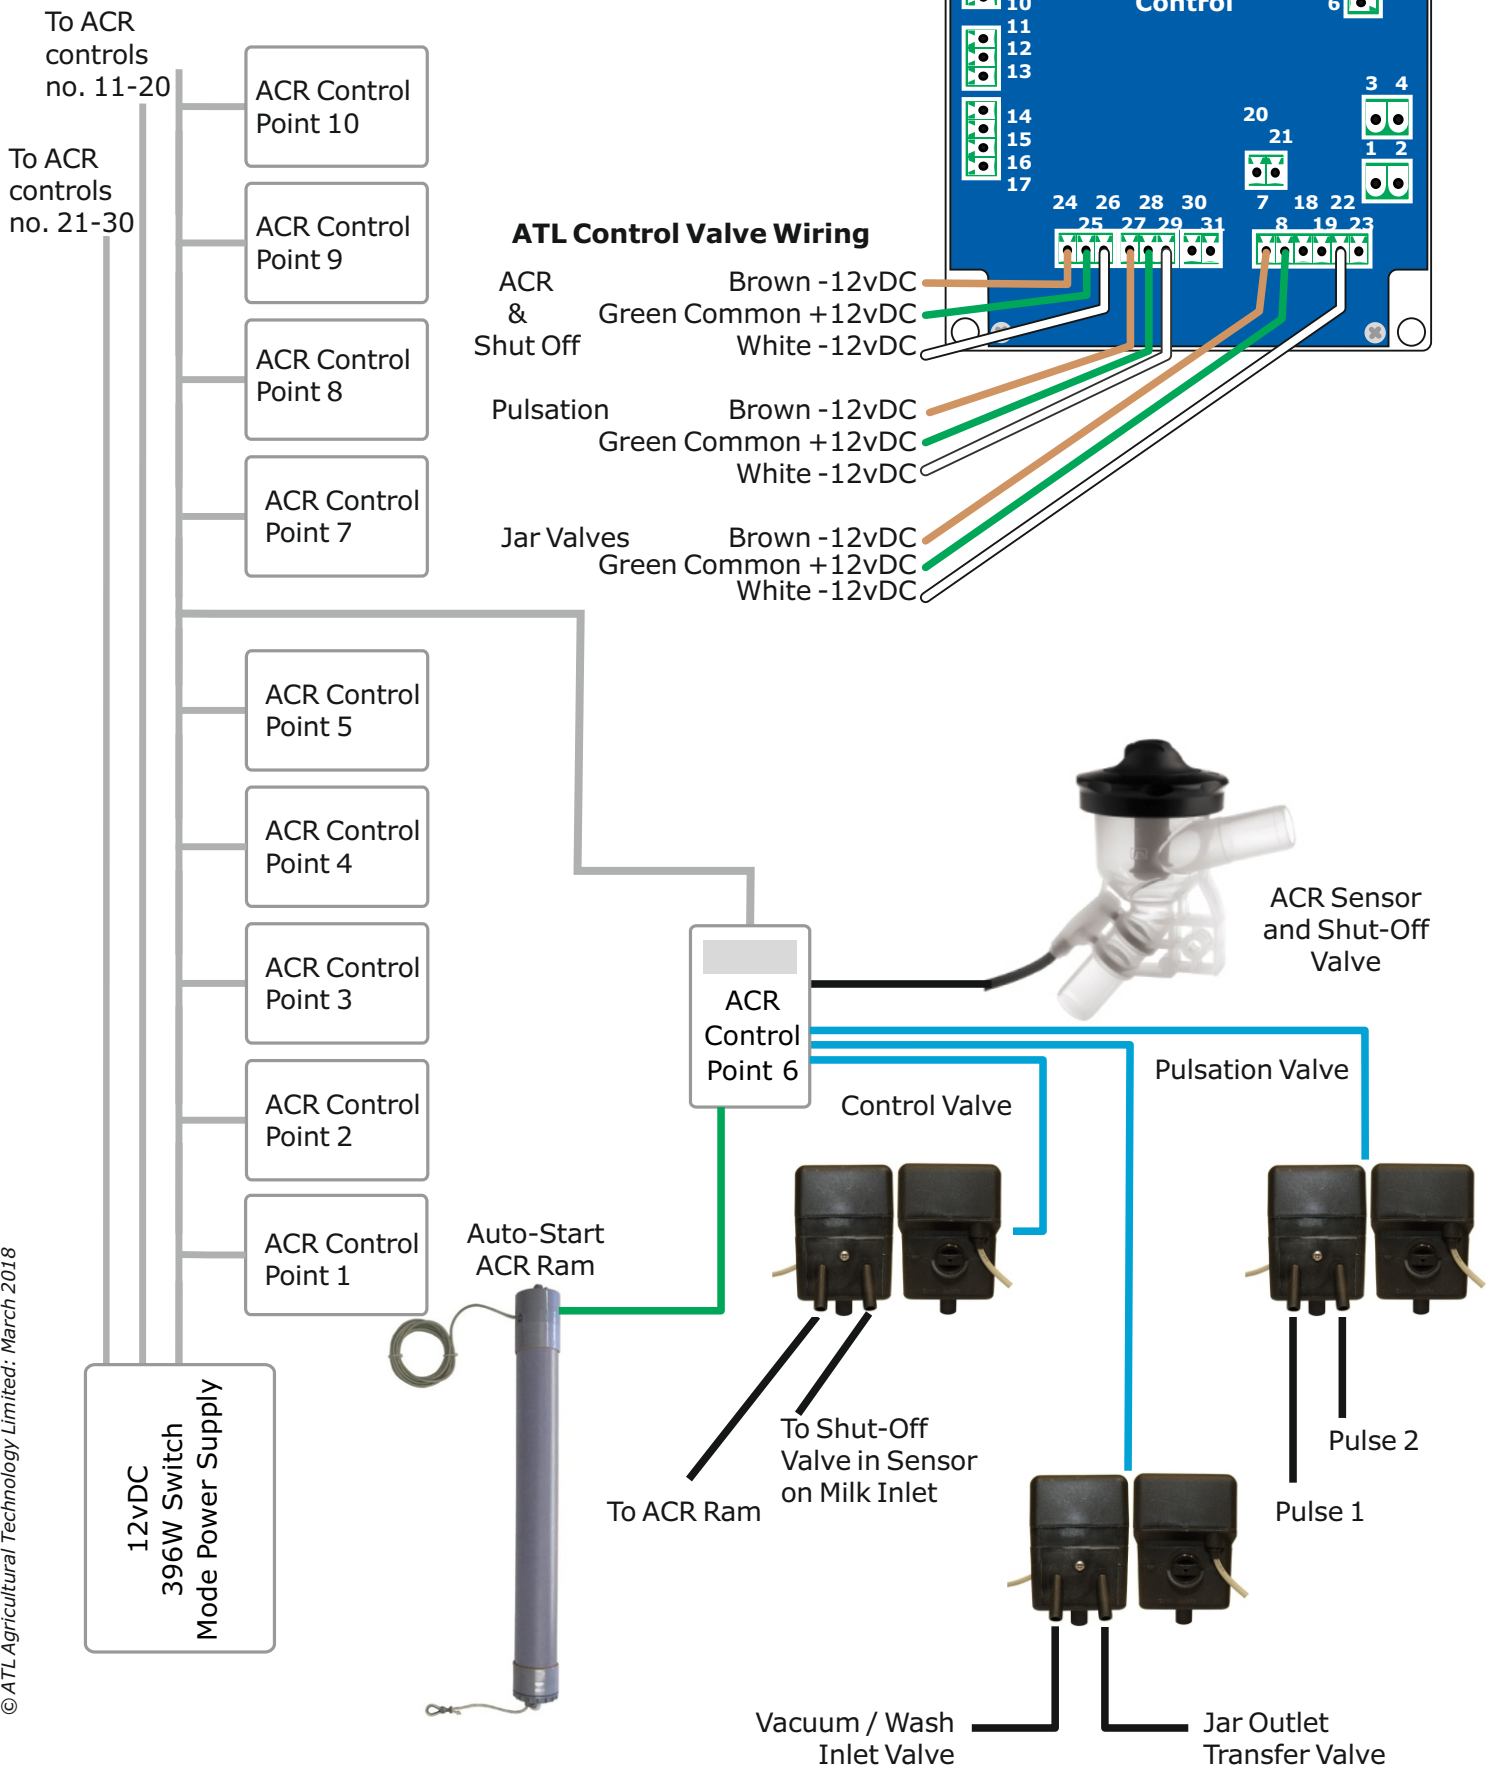 To ACR
controls
no. 11-20
To ACR
controls
no. 21-30
ACR Control
Point 10
ACR Control
Point 9
ACR Control
Point 8
ACR Control
Point 7
ACR Control
Point 5
ACR Control
Point 4
ACR Control
Point 3
ACR Control
Point 2
ACR Control
Point 1
12vDC
396W Switch
Mode Power Supply
© ATL Agricultural Technology Limited: March 2018
Control
10
11
12
13
14
15
16
17
6
3 4
1 2
20
21
24 26 28 30
25 27 29 31
7 18 22
8 19 23
ATL Control Valve Wiring
ACR
&
Shut Off
Brown -12vDC
Green Common +12vDC
White -12vDC
Pulsation
Brown -12vDC
Green Common +12vDC
White -12vDC
Jar Valves
Brown -12vDC
Green Common +12vDC
White -12vDC
ACR Sensor
and Shut-Off
Valve
ACR
Control
Point 6
Pulsation Valve
Control Valve
Auto-Start
ACR Ram
To Shut-Off
Valve in Sensor
on Milk Inlet
To ACR Ram
Pulse 2
Pulse 1
Vacuum / Wash
Inlet Valve
Jar Outlet
Transfer Valve